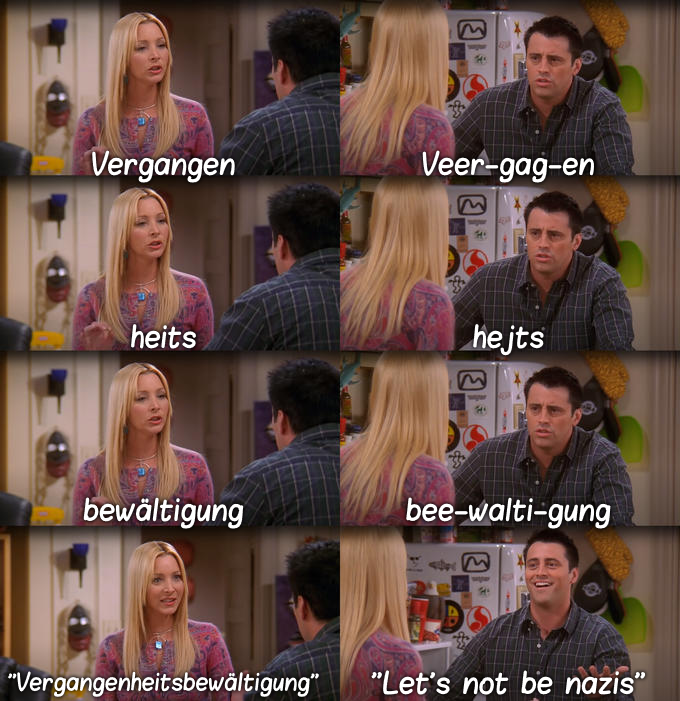 Vergangen
Veer-gag-en
heits
hejts
bewältigung
bee-walti-gung
"Vergangenheitsbewältigung"
"Let's not be nazis"